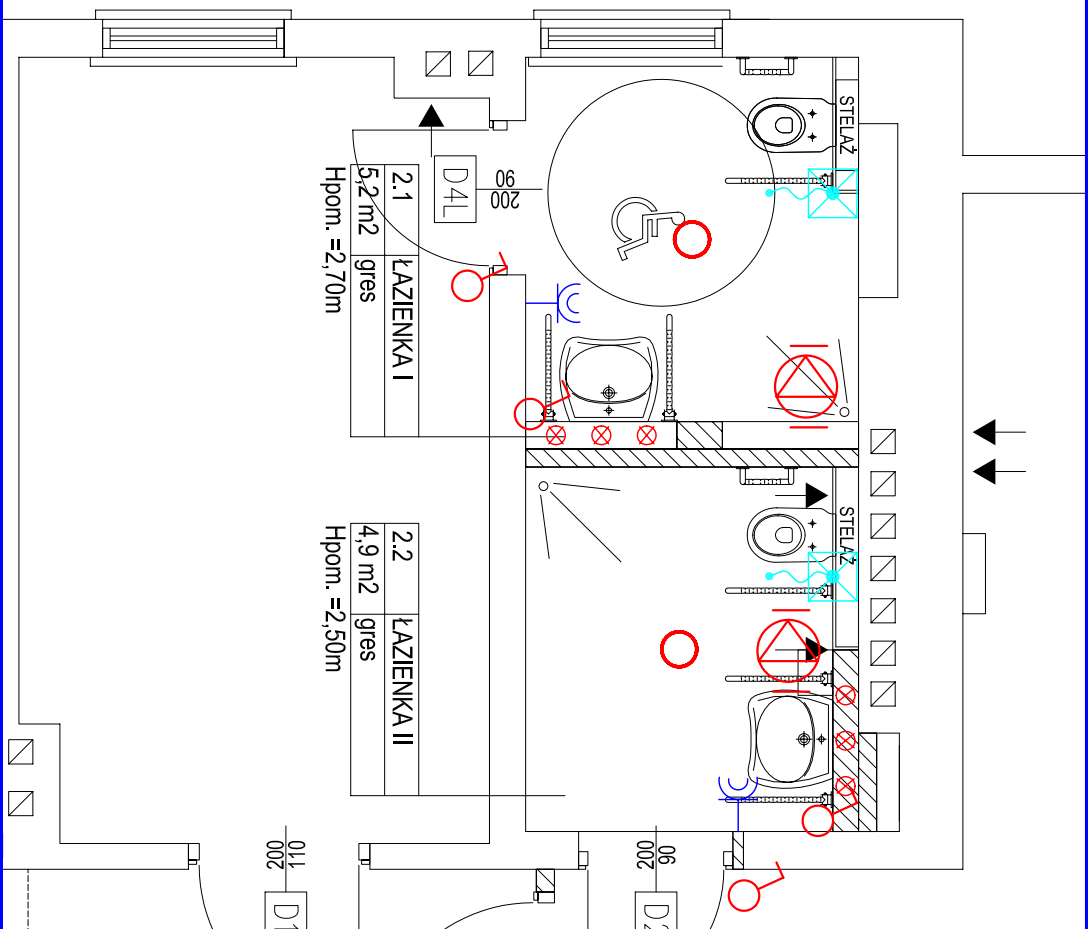 STELAŻ
90
200
D4L
2.1
ŁAZIENKA I
5,2 m2
gres
Hpom. =2,70m
STELAŻ
2.2
ŁAZIENKA II
4,9 m2
gres
Hpom. =2,50m
110
200
D1
90
200